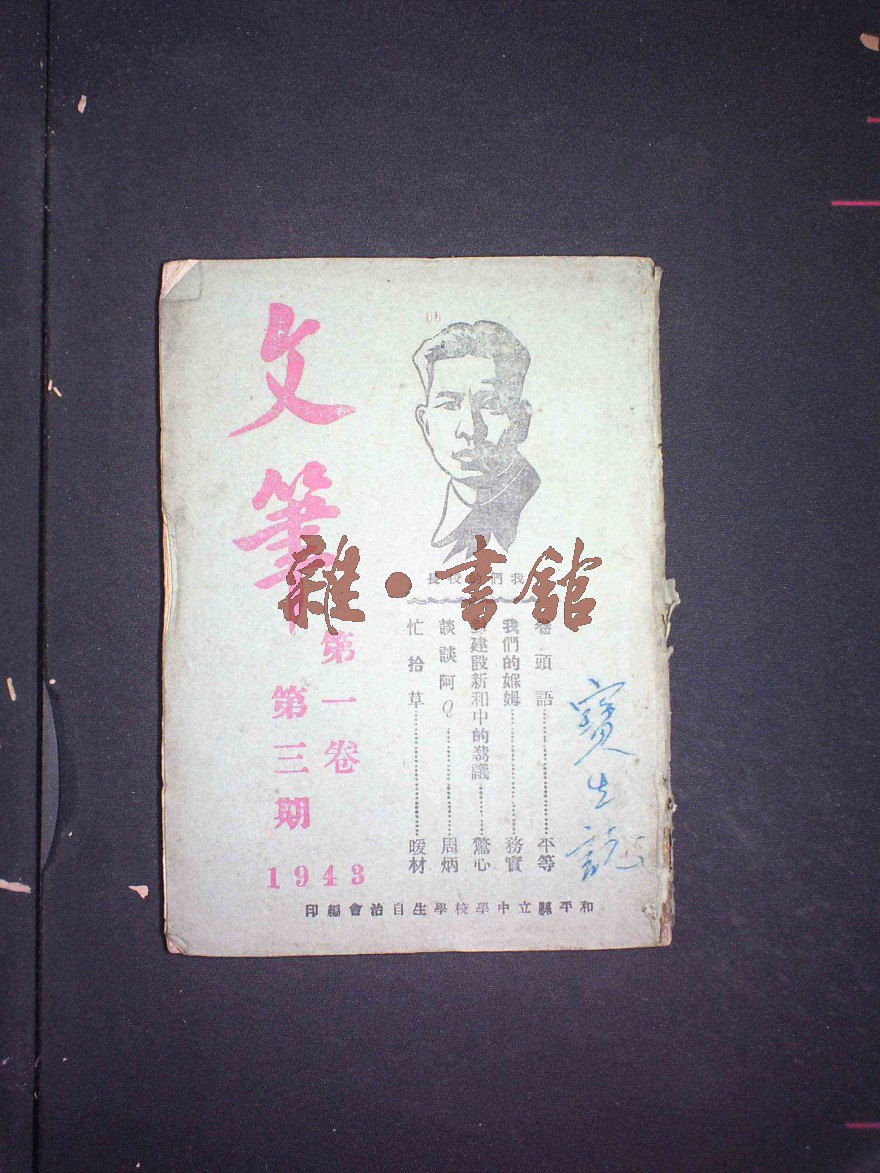 文筆
第一卷
第三期
1943
我們的校長
卷頭語……平等
我們的媬姆……務實
建設新和中的芻議……驚心
談談阿Q……周炳
忙拾草……暖材
和平縣立中學校學生自治會編印
寶生
雜·書館